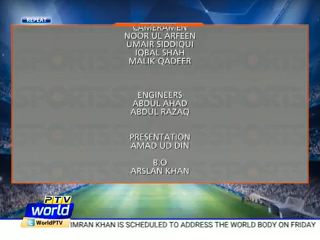 REPEAT
CAMERAMEN
NOOR UL ARFEEN
UMAIR SIDDIQUI
IQBAL SHAH
MALIK QADEER
ENGINEERS
ABDUL AHAD
ABDUL RAZAQ
PRESENTATION
AMAD UD DIN
B.O
ARSLAN KHAN
PTV
world
WorldPTV
IMRAN KHAN IS SCHEDULED TO ADDRESS THE WORLD BODY ON FRIDAY